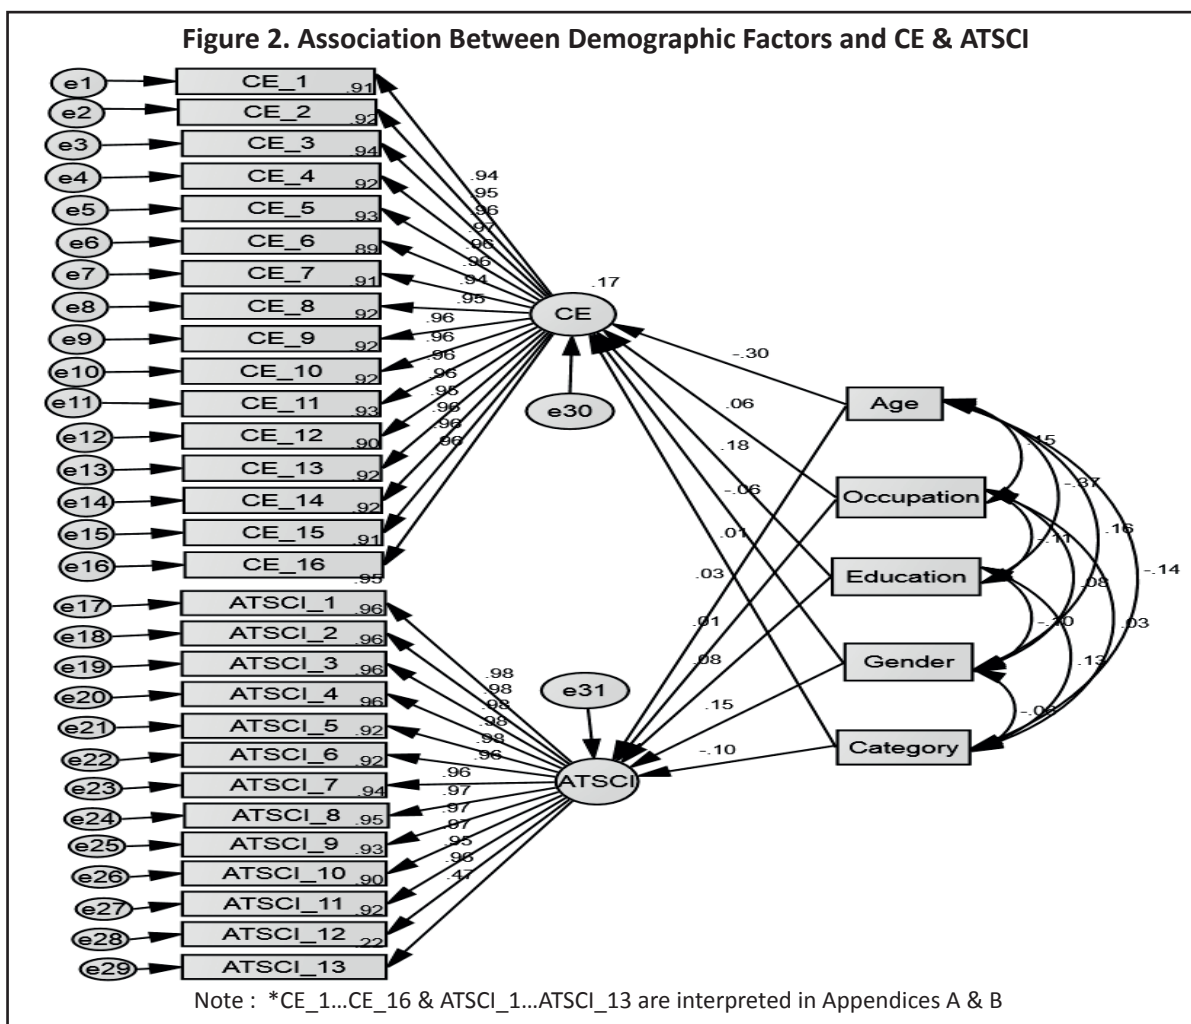 Figure 2. Association Between Demographic Factors and CE & ATSCI
e1 CE_1 .91
e2 CE_2 .92
e3 CE_3 .94
e4 CE_4 .92
e5 CE_5 .93
e6 CE_6 .89
e7 CE_7 .91
e8 CE_8 .92
e9 CE_9 .92
e10 CE_10 .92
e11 CE_11 .93
e12 CE_12 .90
e13 CE_13 .92
e14 CE_14 .92
e15 CE_15 .91
e16 CE_16 .95
.94
.95
.96
.97
.96
.96
.94
.95
.96
.96
.96
.96
.95
.96
.96
.96
.17
CE
e30
e17 ATSCI_1 .96
e18 ATSCI_2 .96
e19 ATSCI_3 .96
e20 ATSCI_4 .96
e21 ATSCI_5 .92
e22 ATSCI_6 .92
e23 ATSCI_7 .94
e24 ATSCI_8 .95
e25 ATSCI_9 .93
e26 ATSCI_10 .90
e27 ATSCI_11 .92
e28 ATSCI_12 .22
e29 ATSCI_13
.98
.98
.98
.98
.98
.96
.96
.97
.97
.97
.95
.96
.47
e31
ATSCI
-.30
.06
.18
-.06
.01
.03
.01
.08
.15
-.10
Age
Occupation
Education
Gender
Category
.15
-.37
.16
-.14
-.11
.08
.03
-.10
.13
Note : *CE_1...CE_16 & ATSCI_1...ATSCI_13 are interpreted in Appendices A & B